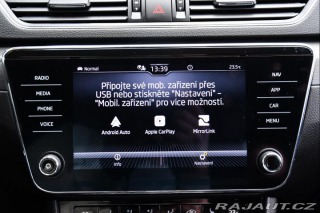 Normal 13:39 23.5°C
RADIO
MEDIA
PHONE
VOICE
Připojte své mob. zařízení přes
USB nebo stiskněte "Nastavení" -
"Mobil. zařízení" pro více možností.
Android Auto Apple CarPlay MirrorLink
Info Nastavení
NAV
APP
CAR
MENU
RAJAUT.CZ